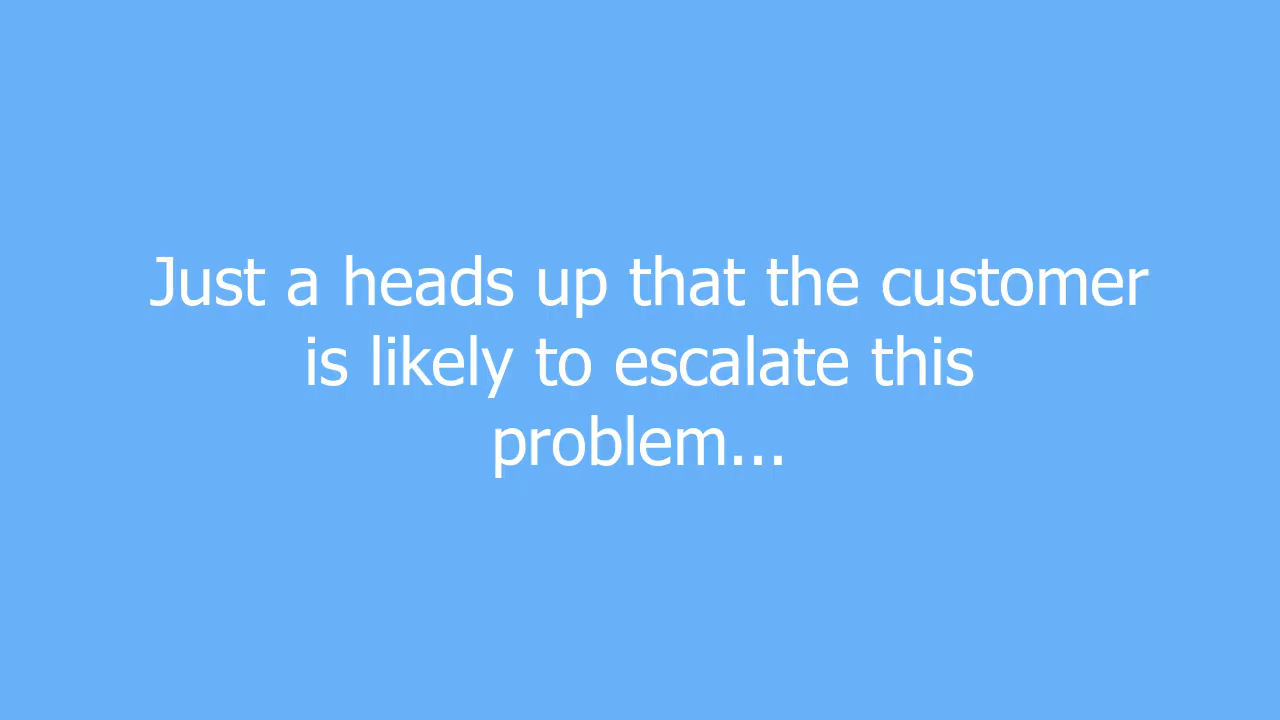 Just a heads up that the customer
is likely to escalate this
problem...